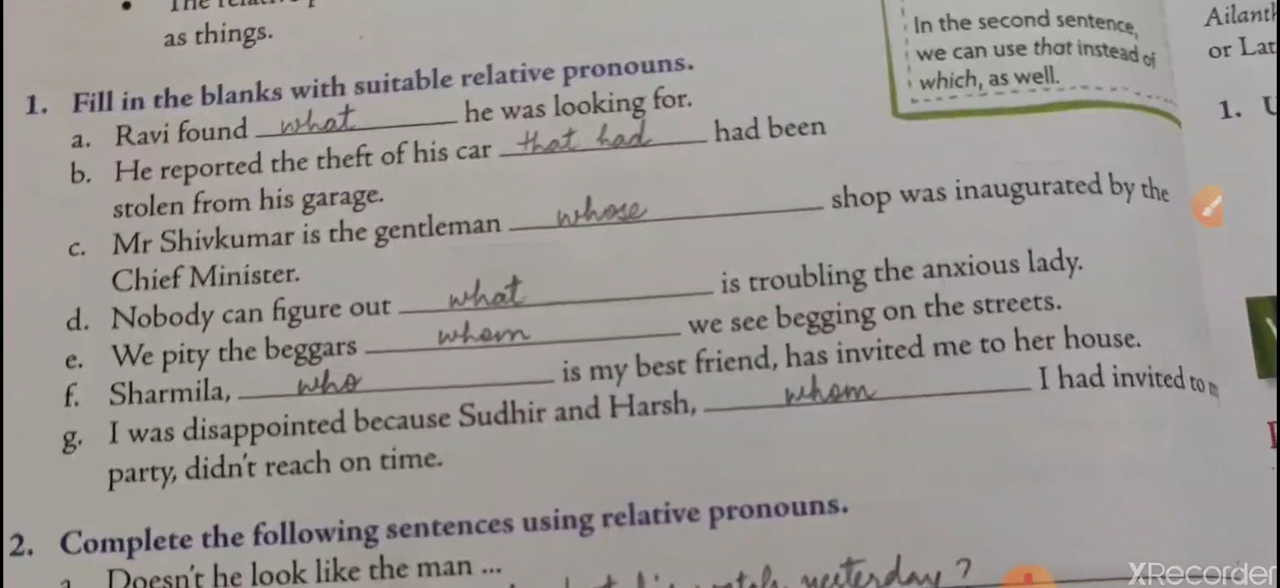 as things.
In the second sentence,
we can use that instead of
which, as well.
or Lat
1. Fill in the blanks with suitable relative pronouns.
a. Ravi found what he was looking for.
b. He reported the theft of his car that had had been
stolen from his garage.
c. Mr Shivkumar is the gentleman whose shop was inaugurated by the
Chief Minister.
d. Nobody can figure out what is troubling the anxious lady.
e. We pity the beggars whom we see begging on the streets.
f. Sharmila, who is my best friend, has invited me to her house.
g. I was disappointed because Sudhir and Harsh, whom I had invited to
party, didn't reach on time.
1.
2. Complete the following sentences using relative pronouns.
Doesn't he look like the man ...
yesterday?
XRecorder